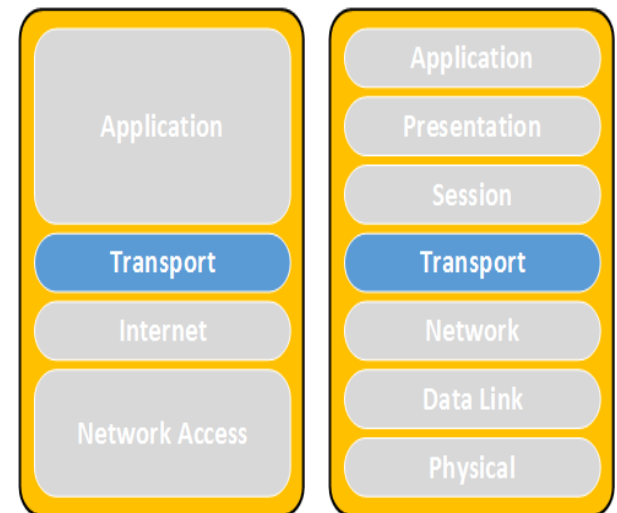 Application
Transport
Internet
Network Access
Application
Presentation
Session
Transport
Network
Data Link
Physical